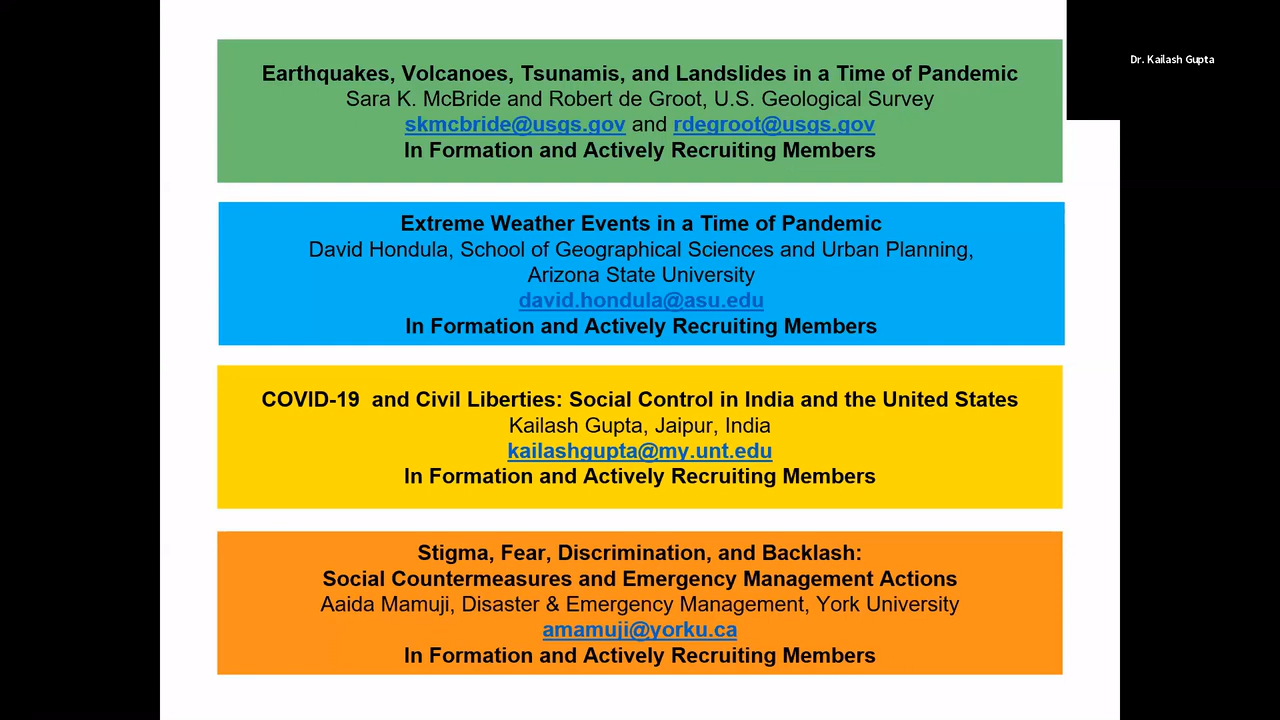 Earthquakes, Volcanoes, Tsunamis, and Landslides in a Time of Pandemic
Sara K. McBride and Robert de Groot, U.S. Geological Survey
skmcbride@usgs.gov and rdegroot@usgs.gov
In Formation and Actively Recruiting Members
Extreme Weather Events in a Time of Pandemic
David Hondula, School of Geographical Sciences and Urban Planning,
Arizona State University
david.hondula@asu.edu
In Formation and Actively Recruiting Members
COVID-19  and Civil Liberties: Social Control in India and the United States
Kailash Gupta, Jaipur, India
kailashgupta@my.unt.edu
In Formation and Actively Recruiting Members
Stigma, Fear, Discrimination, and Backlash:
Social Countermeasures and Emergency Management Actions
Aaida Mamuji, Disaster & Emergency Management, York University
amamuji@yorku.ca
In Formation and Actively Recruiting Members
Dr. Kailash Gupta